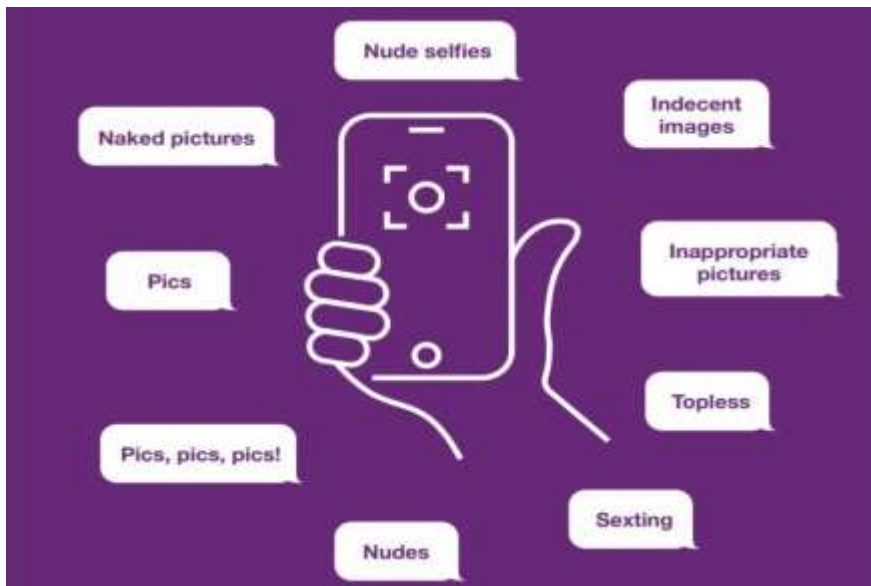 Nude selfies
Indecent
images
Naked pictures
Inappropriate
pictures
Pics
Topless
Pics, pics, pics!
Sexting
Nudes